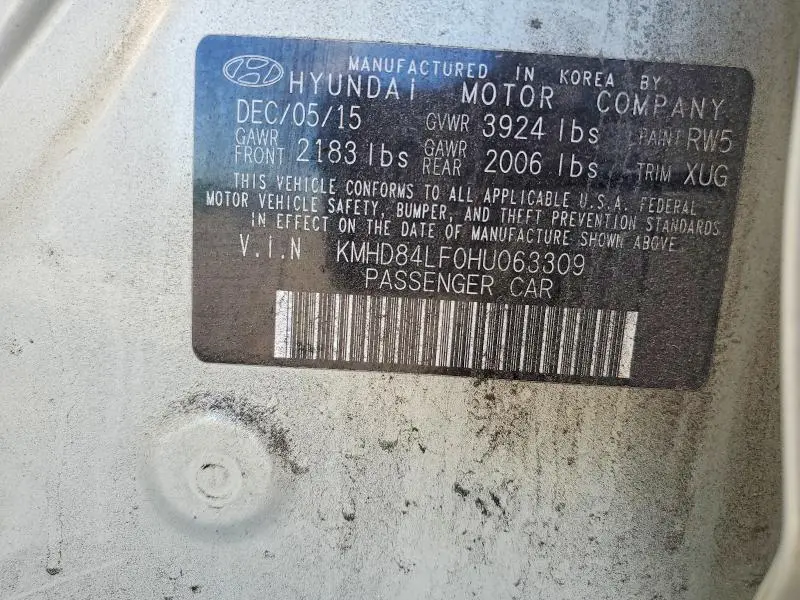 MANUFACTURED IN KOREA BY
HYUNDAI MOTOR COMPANY
DEC/05/15 GVWR 3924 lbs PAINT RW5
GAWR FRONT 2183 lbs GAWR REAR 2006 lbs TRIM XUG
THIS VEHICLE CONFORMS TO ALL APPLICABLE U.S.A. FEDERAL
MOTOR VEHICLE SAFETY, BUMPER, AND THEFT PREVENTION STANDARDS
IN EFFECT ON THE DATE OF MANUFACTURE SHOWN ABOVE.
V.I.N KMHD84LF0HU063309
PASSENGER CAR